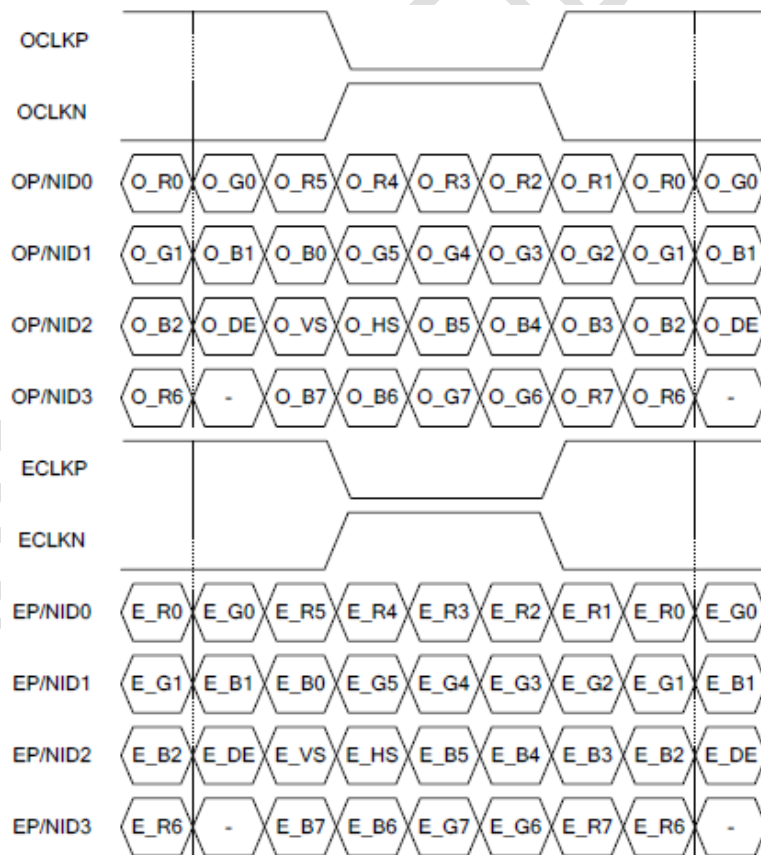 OCLKP
OCLKN
OP/NID0 O_R0 O_G0 O_R5 O_R4 O_R3 O_R2 O_R1 O_R0 O_G0
OP/NID1 O_G1 O_B1 O_B0 O_G5 O_G4 O_G3 O_G2 O_G1 O_B1
OP/NID2 O_B2 O_DE O_VS O_HS O_B5 O_B4 O_B3 O_B2 O_DE
OP/NID3 O_R6 - O_B7 O_B6 O_G7 O_G6 O_R7 O_R6 -
ECLKP
ECLKN
EP/NID0 E_R0 E_G0 E_R5 E_R4 E_R3 E_R2 E_R1 E_R0 E_G0
EP/NID1 E_G1 E_B1 E_B0 E_G5 E_G4 E_G3 E_G2 E_G1 E_B1
EP/NID2 E_B2 E_DE E_VS E_HS E_B5 E_B4 E_B3 E_B2 E_DE
EP/NID3 E_R6 - E_B7 E_B6 E_G7 E_G6 E_R7 E_R6 -